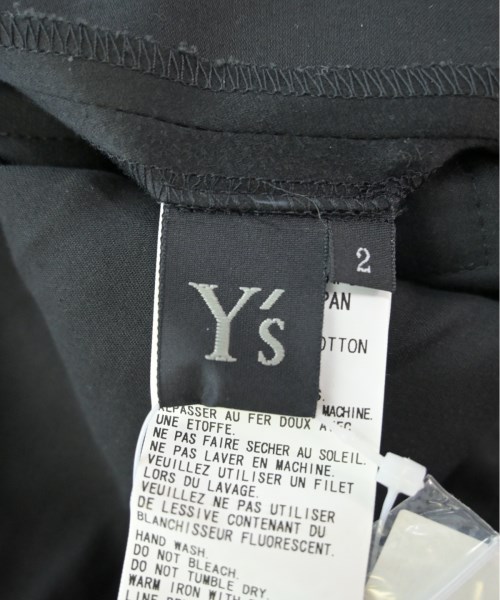 Y's
2
PAN
OTTON
MACHINE.
REPASSER AU FER DOUX AVEC
UNE ETOFFE.
NE PAS FAIRE SECHER AU SOLEIL.
NE PAS LAVER EN MACHINE.
VEUILLEZ UTILISER UN FILET
LORS DU LAVAGE.
VEUILLEZ NE PAS UTILISER
DE LESSIVE CONTENANT DU
BLANCHISSEUR FLUORESCENT.
HAND WASH.
DO NOT BLEACH.
DO NOT TUMBLE DRY.
WARM IRON WITH
LINE